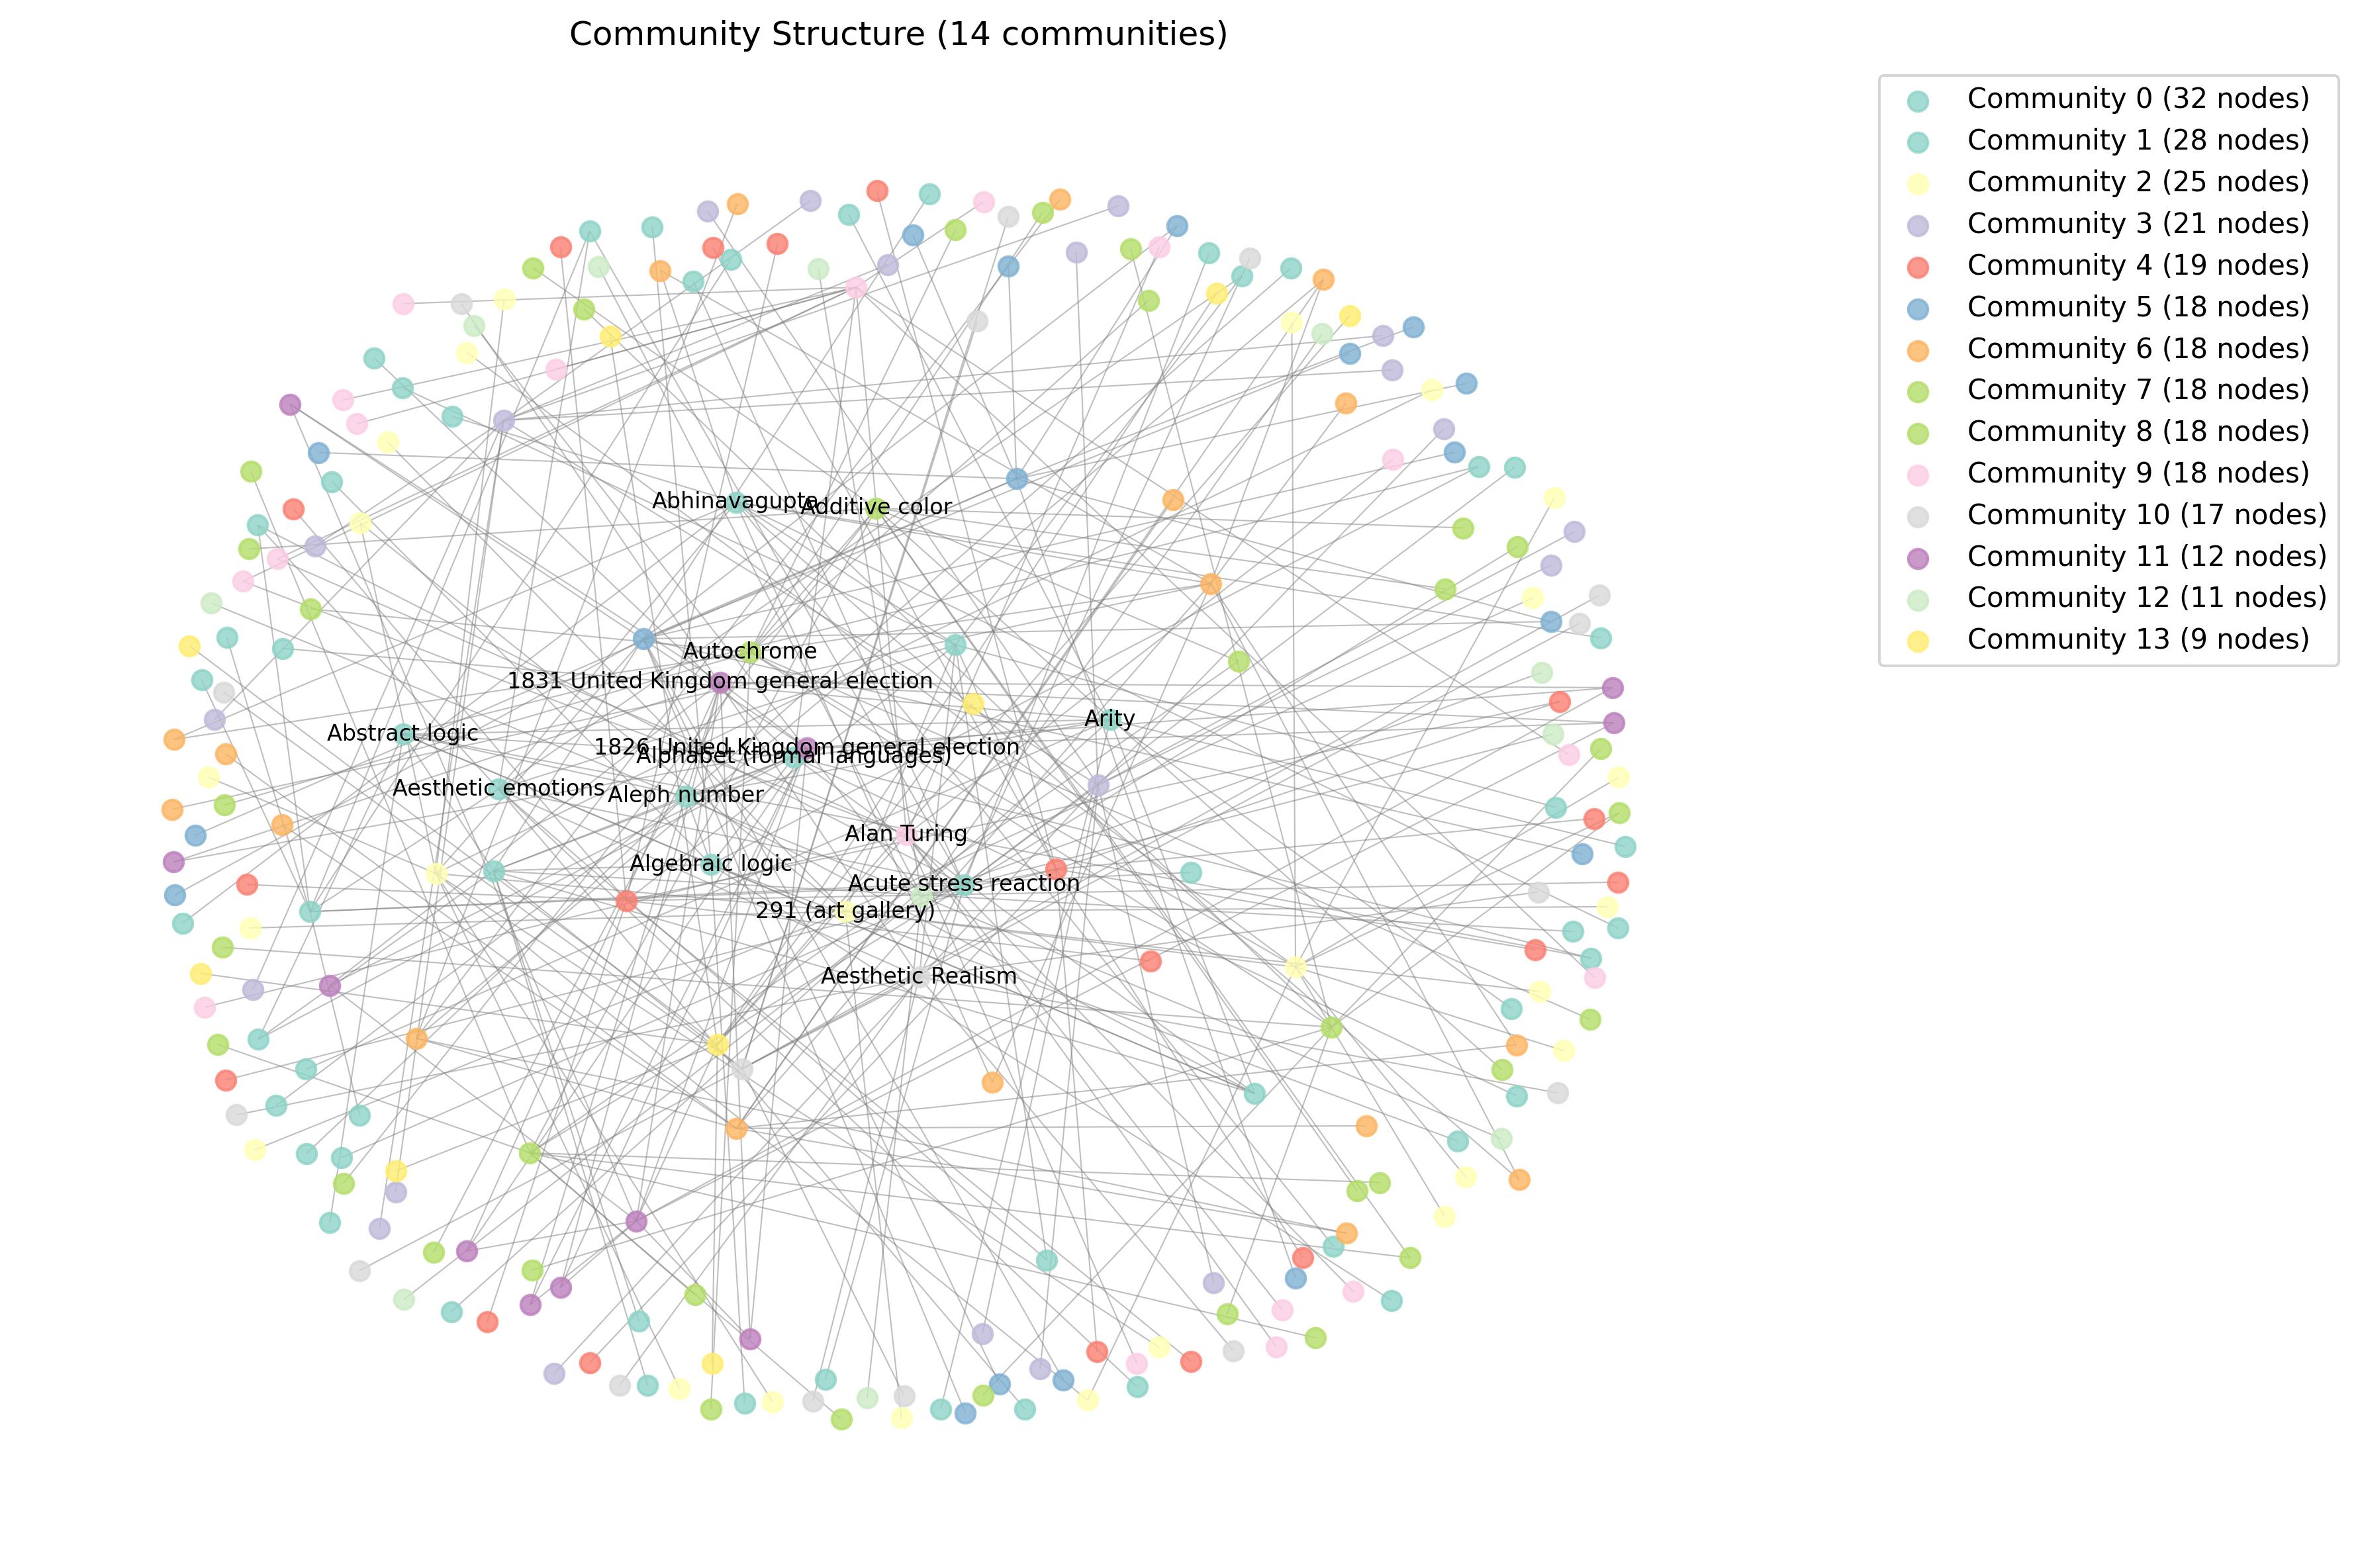 Community Structure (14 communities)
Community 0 (32 nodes)
Community 1 (28 nodes)
Community 2 (25 nodes)
Community 3 (21 nodes)
Community 4 (19 nodes)
Community 5 (18 nodes)
Community 6 (18 nodes)
Community 7 (18 nodes)
Community 8 (18 nodes)
Community 9 (18 nodes)
Community 10 (17 nodes)
Community 11 (12 nodes)
Community 12 (11 nodes)
Community 13 (9 nodes)
Abhinavagupta
Additive color
Autochrome
1831 United Kingdom general election
Arity
Abstract logic
1826 United Kingdom general election
Alphabet (formal languages)
Aesthetic emotions
Aleph number
Alan Turing
Algebraic logic
Acute stress reaction
291 (art gallery)
Aesthetic Realism